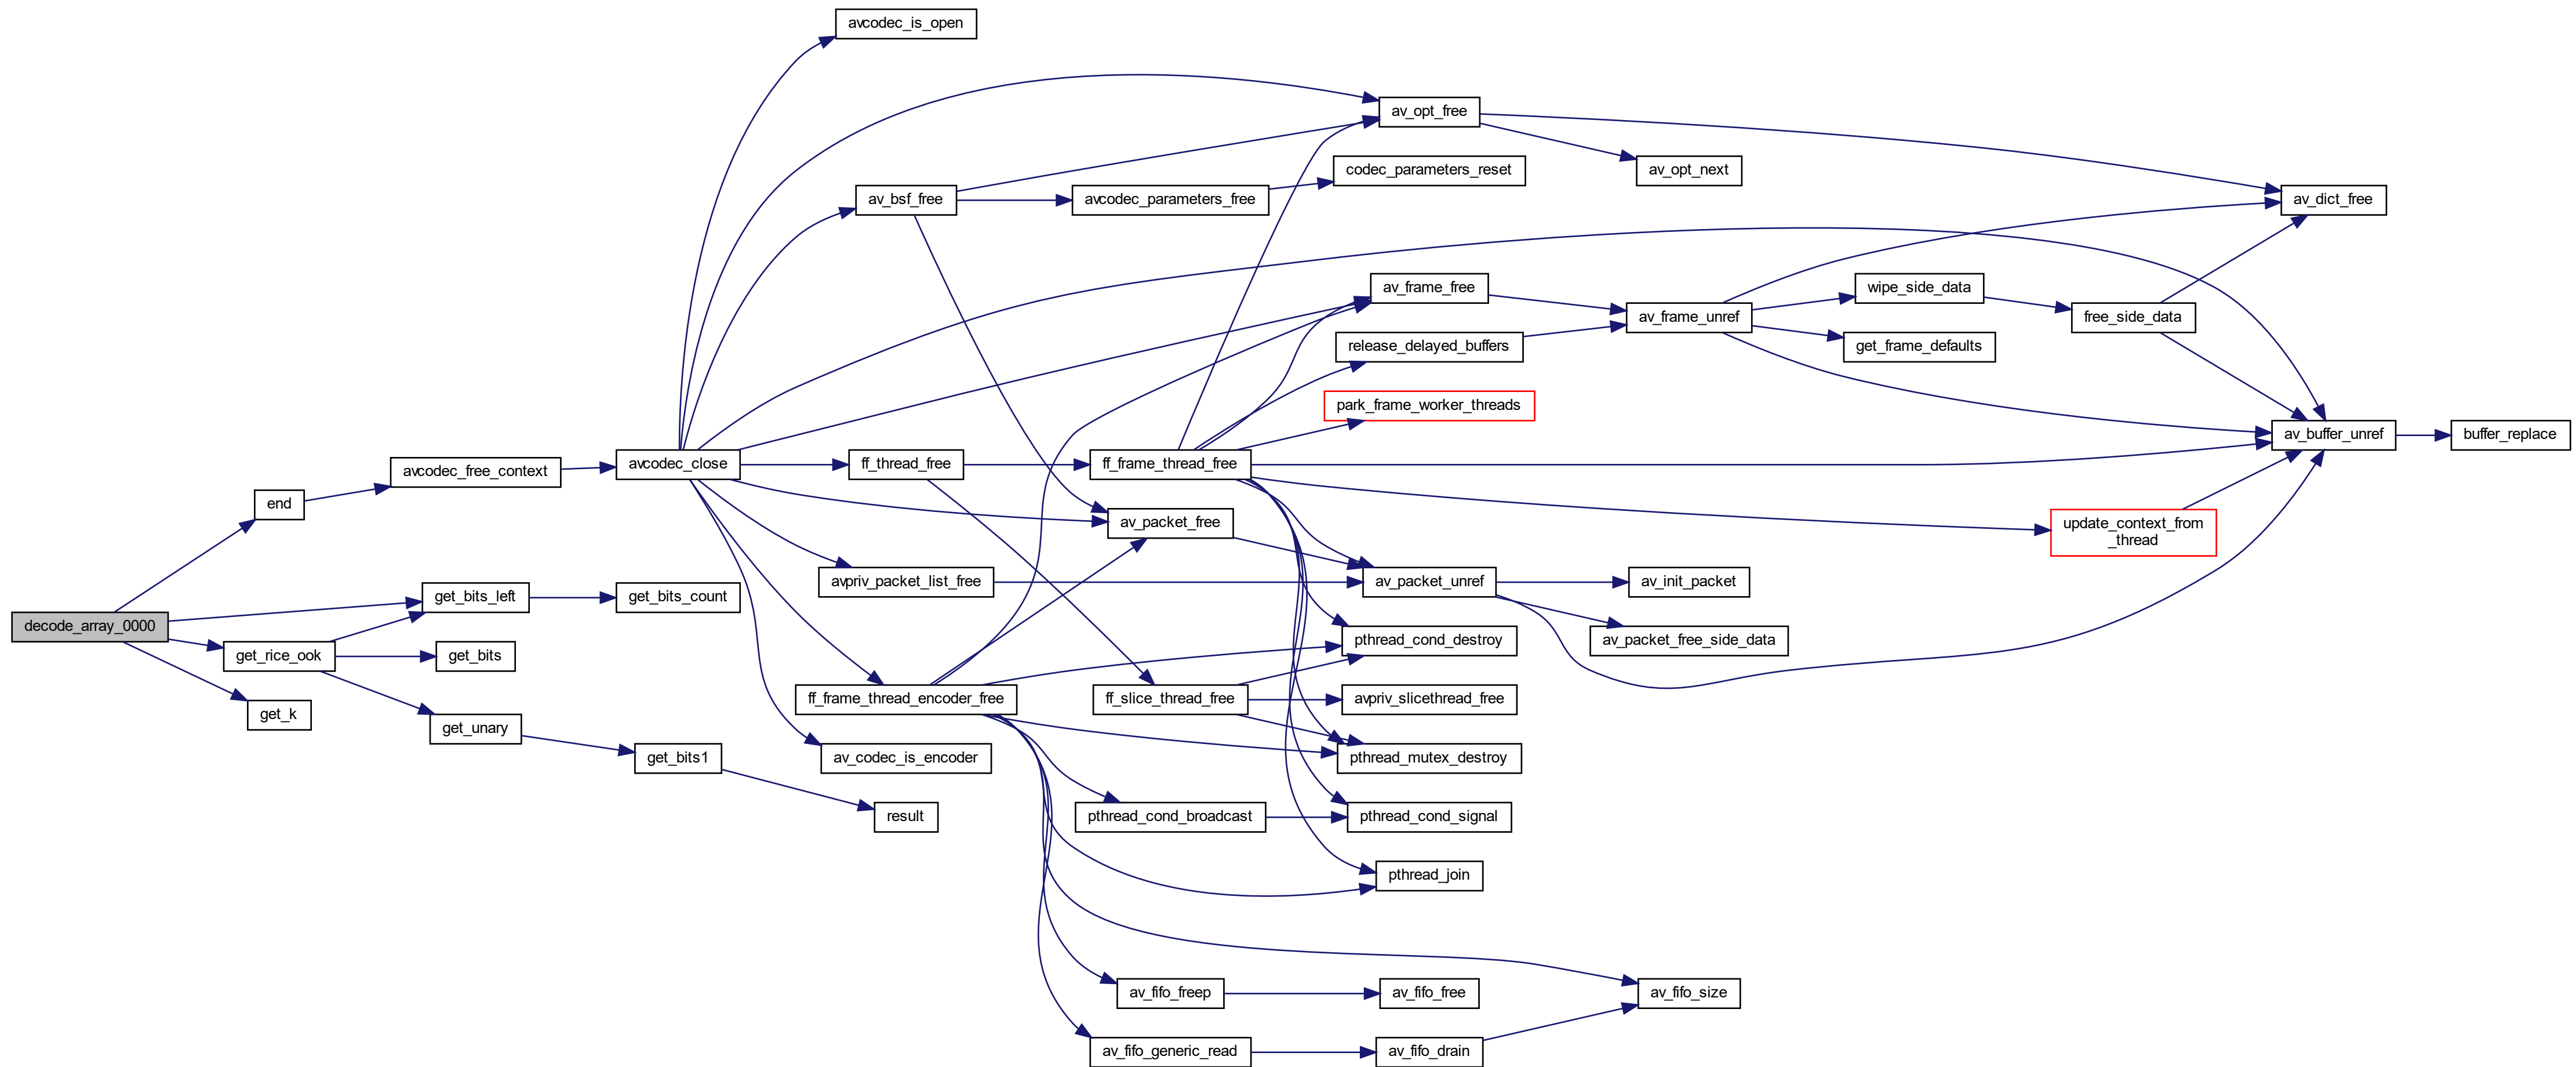 avcodec_is_open
av_opt_free
codec_parameters_reset
av_opt_next
av_bsf_free
avcodec_parameters_free
av_dict_free
av_frame_free
wipe_side_data
av_frame_unref
free_side_data
release_delayed_buffers
get_frame_defaults
park_frame_worker_threads
av_buffer_unref
buffer_replace
avcodec_free_context
avcodec_close
ff_thread_free
ff_frame_thread_free
end
av_packet_free
update_context_from
_thread
avpriv_packet_list_free
av_packet_unref
av_init_packet
get_bits_left
get_bits_count
decode_array_0000
pthread_cond_destroy
av_packet_free_side_data
get_rice_ook
get_bits
ff_frame_thread_encoder_free
ff_slice_thread_free
avpriv_slicethread_free
get_k
get_unary
get_bits1
av_codec_is_encoder
pthread_mutex_destroy
result
pthread_cond_broadcast
pthread_cond_signal
pthread_join
av_fifo_freep
av_fifo_free
av_fifo_size
av_fifo_generic_read
av_fifo_drain